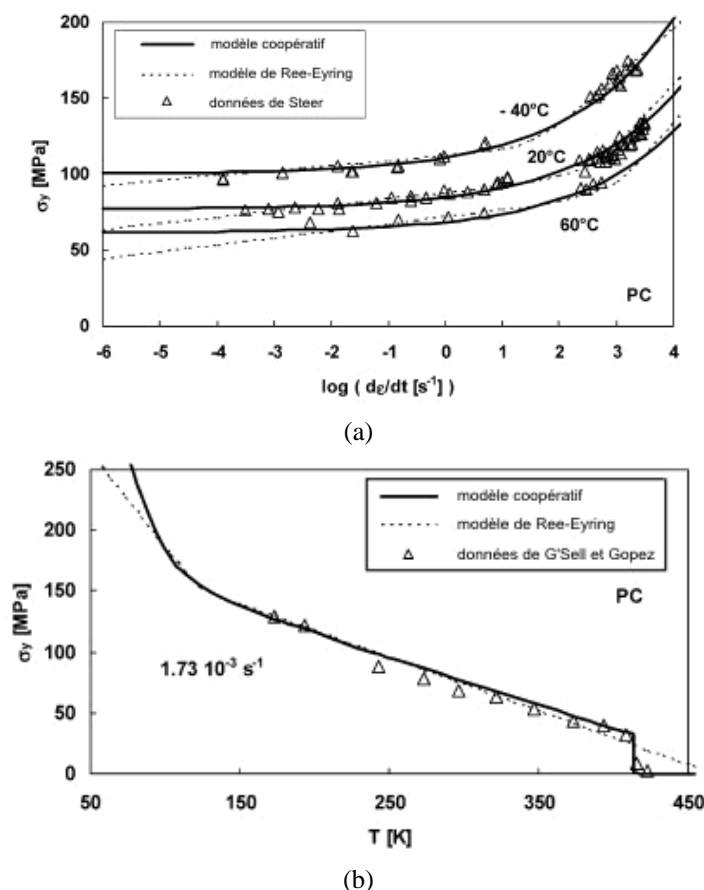 200
150
100
50
0
σy [MPa]
modèle coopératif
modèle de Ree-Eyring
données de Steer
- 40°C
20°C
60°C
PC
-6 -5 -4 -3 -2 -1 0 1 2 3 4
log ( dε/dt [s⁻¹] )
(a)
250
200
150
100
50
0
σy [MPa]
modèle coopératif
modèle de Ree-Eyring
données de G'Sell et Gopez
PC
1.73 10⁻³ s⁻¹
50 150 250 350 450
T [K]
(b)